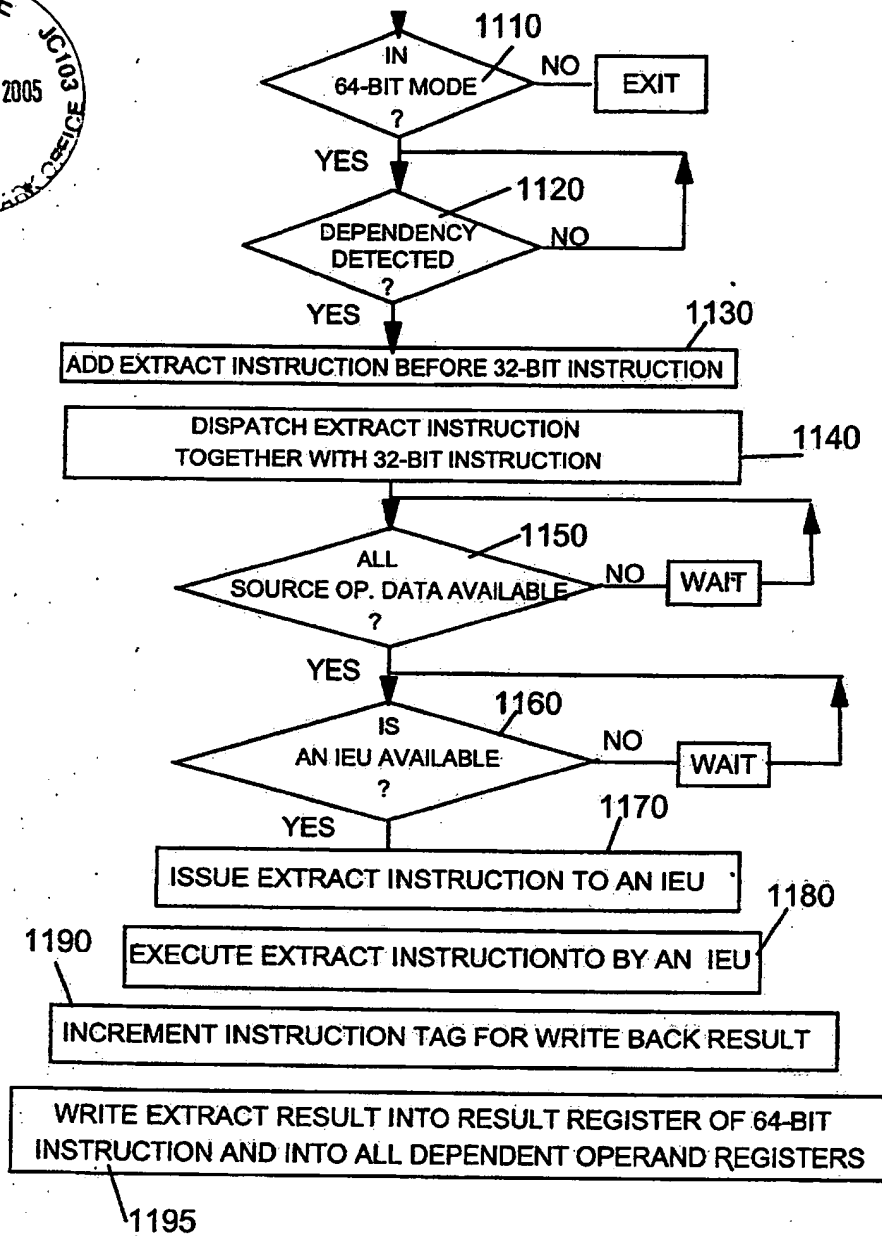 JC103
2005
OFFICE
1110
IN
64-BIT MODE
?
NO
EXIT
YES
1120
DEPENDENCY
DETECTED
?
NO
YES
1130
ADD EXTRACT INSTRUCTION BEFORE 32-BIT INSTRUCTION
DISPATCH EXTRACT INSTRUCTION
TOGETHER WITH 32-BIT INSTRUCTION
1140
1150
ALL
SOURCE OP. DATA AVAILABLE
?
NO
WAIT
YES
1160
IS
AN IEU AVAILABLE
?
NO
WAIT
YES
1170
ISSUE EXTRACT INSTRUCTION TO AN IEU
1180
EXECUTE EXTRACT INSTRUCTIONTO BY AN IEU
1190
INCREMENT INSTRUCTION TAG FOR WRITE BACK RESULT
WRITE EXTRACT RESULT INTO RESULT REGISTER OF 64-BIT
INSTRUCTION AND INTO ALL DEPENDENT OPERAND REGISTERS
1195